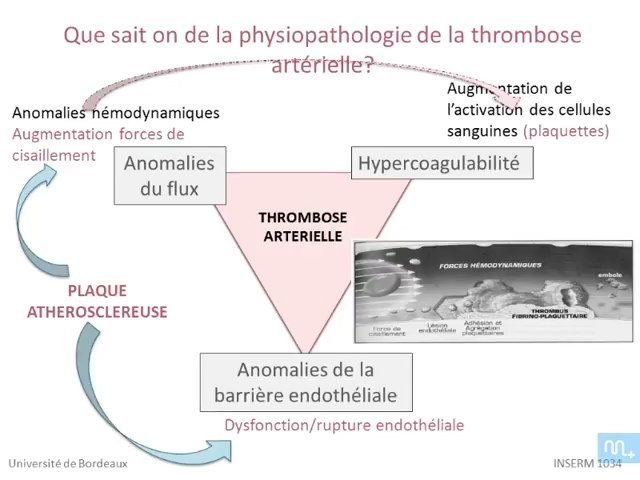 Que sait on de la physiopathologie de la thrombose
artérielle?
Augmentation de
l'activation des cellules
sanguines (plaquettes)
Anomalies hémodynamiques
Augmentation forces de
cisaillement
Anomalies
du flux
Hypercoagulabilité
THROMBOSE
ARTERIELLE
FORCES HÉMODYNAMIQUES
embole
THROMBUS
FIBRINO-PLAQUETTAIRE
Force de
cisaillement
Lésion
endothéliale
Adhésion et
Agrégation
plaquettaires
PLAQUE
ATHEROSCLEREUSE
Anomalies de la
barrière endothéliale
Dysfonction/rupture endothéliale
Université de Bordeaux
INSERM 1034